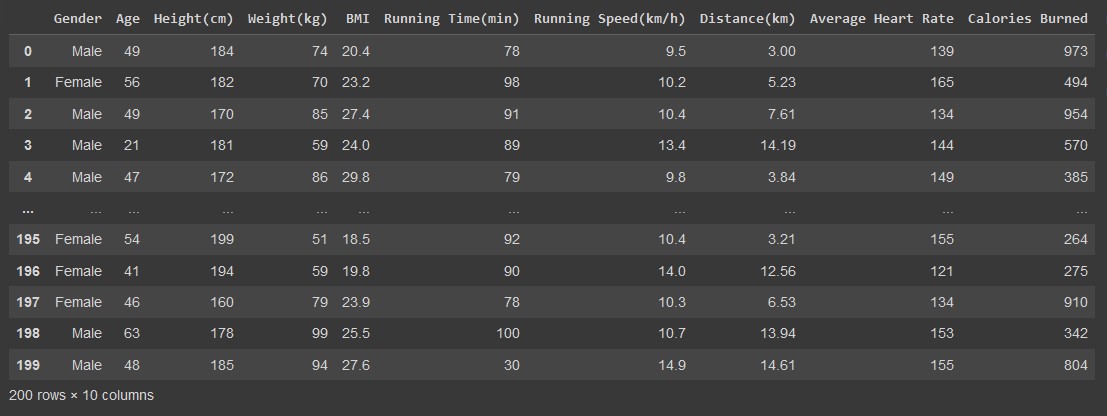 Gender Age Height(cm) Weight(kg) BMI Running Time(min) Running Speed(km/h) Distance(km) Average Heart Rate Calories Burned
0 Male 49 184 74 20.4 78 9.5 3.00 139 973
1 Female 56 182 70 23.2 98 10.2 5.23 165 494
2 Male 49 170 85 27.4 91 10.4 7.61 134 954
3 Male 21 181 59 24.0 89 13.4 14.19 144 570
4 Male 47 172 86 29.8 79 9.8 3.84 149 385
... ... ... ... ... ... ... ... ... ... ...
195 Female 54 199 51 18.5 92 10.4 3.21 155 264
196 Female 41 194 59 19.8 90 14.0 12.56 121 275
197 Female 46 160 79 23.9 78 10.3 6.53 134 910
198 Male 63 178 99 25.5 100 10.7 13.94 153 342
199 Male 48 185 94 27.6 30 14.9 14.61 155 804
200 rows × 10 columns